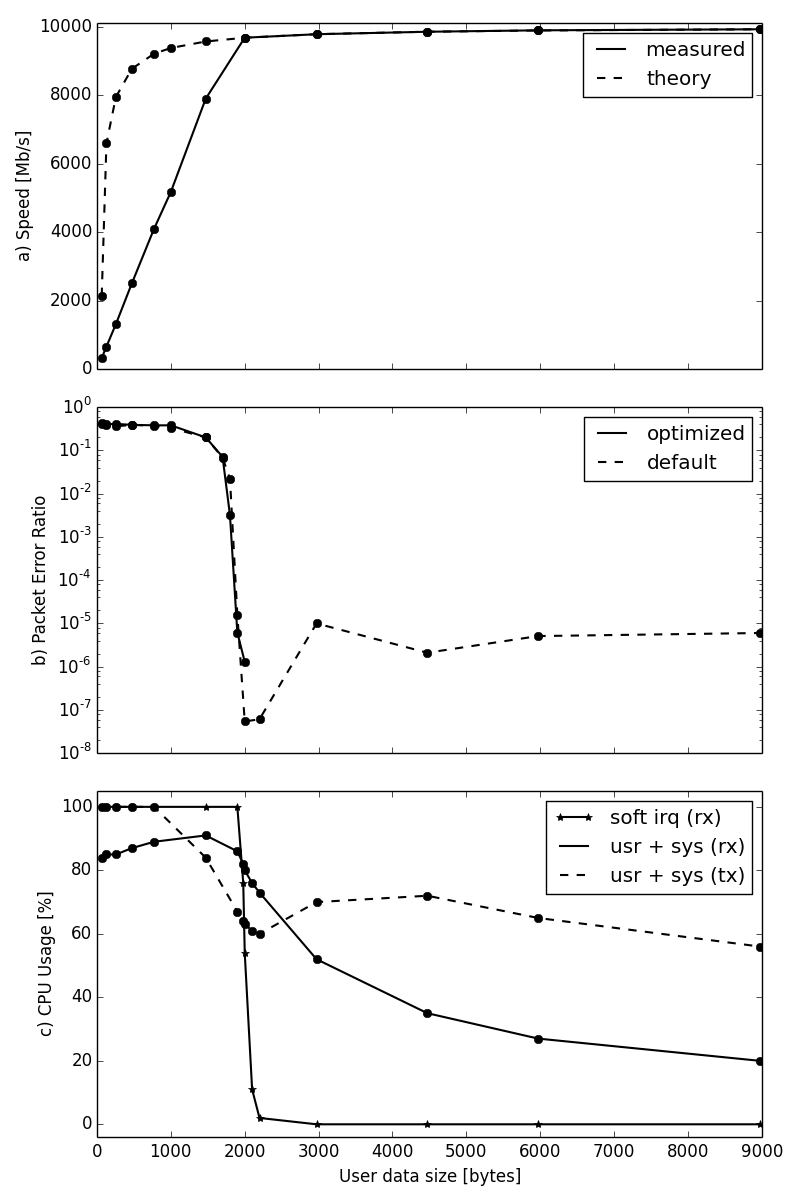 a) Speed [Mb/s]
10000
8000
6000
4000
2000
0
measured
theory
b) Packet Error Ratio
10^0
10^-1
10^-2
10^-3
10^-4
10^-5
10^-6
10^-7
10^-8
optimized
default
c) CPU Usage [%]
100
80
60
40
20
0
soft irq (rx)
usr + sys (rx)
usr + sys (tx)
0 1000 2000 3000 4000 5000 6000 7000 8000 9000
User data size [bytes]